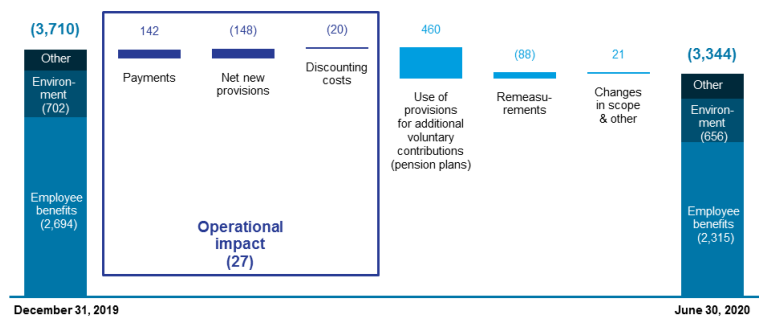 (3,710)
Other
Environ-
ment
(702)
Employee
benefits
(2,694)
December 31, 2019
142
Payments
(148)
Net new
provisions
(20)
Discounting
costs
Operational
impact
(27)
460
Use of
provisions
for additional
voluntary
contributions
(pension plans)
(88)
Remeasu-
rements
21
Changes
in scope
& other
(3,344)
Other
Environ-
ment
(656)
Employee
benefits
(2,315)
June 30, 2020